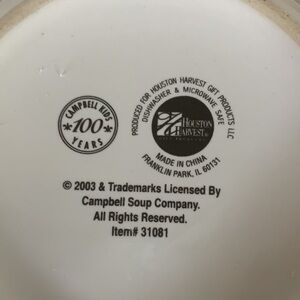 CAMPBELL KIDS
100
YEARS
PRODUCED FOR HOUSTON HARVEST GIFT PRODUCTS LLC
DISHWASHER & MICROWAVE SAFE
HOUSTON
HARVEST
MADE IN CHINA
FRANKLIN PARK, IL 60131
© 2003 & Trademarks Licensed By
Campbell Soup Company.
All Rights Reserved.
Item# 31081